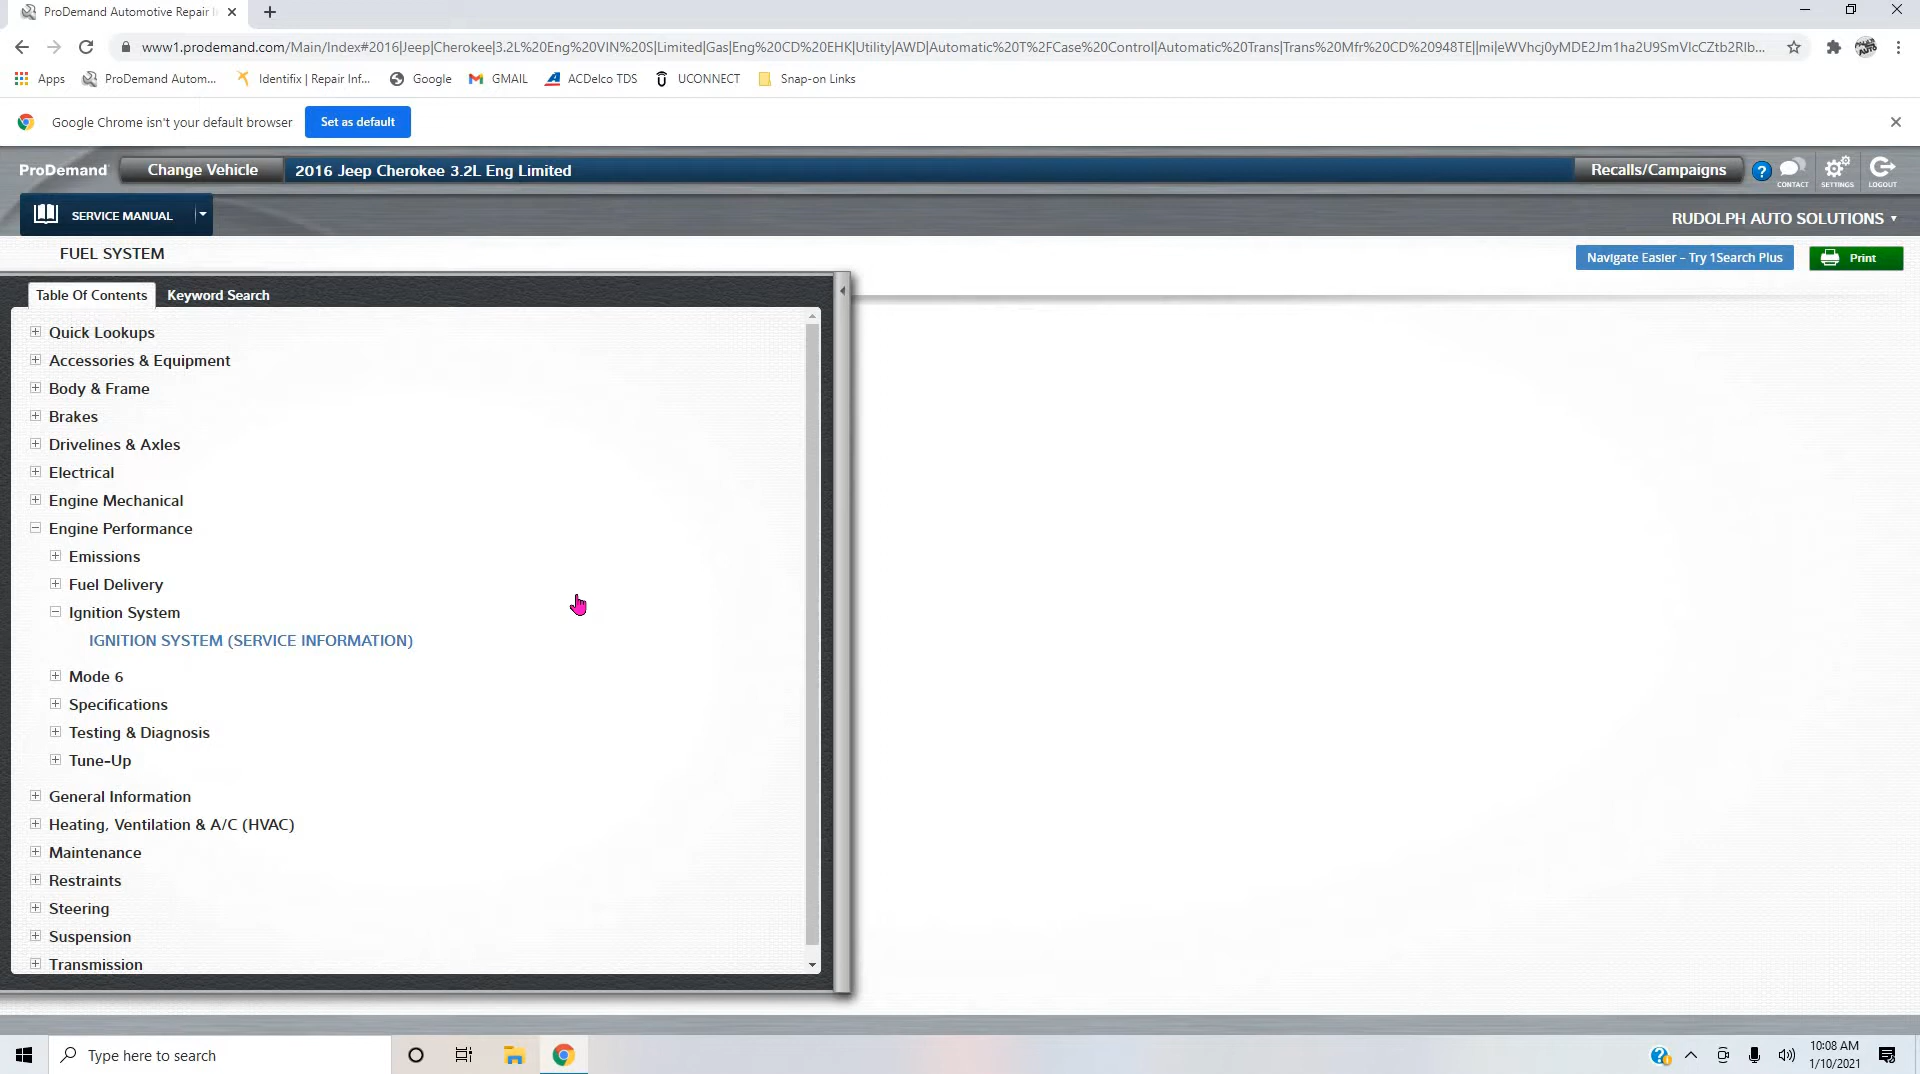 ProDemand Automotive Repair I
www1.prodemand.com/Main/Index#2016|Jeep|Cherokee|3.2L%20Eng%20VIN%20S|Limited|Gas|Eng%20CD%20EHK|Utility|AWD|Automatic%20T%2FCase%20Control|Automatic%20Trans|Trans%20Mfr%20CD%20948TE||mi|eWVhcj0yMDE2Jm1ha2U9SmVlcCZtb2RIb...
Apps ProDemand Autom... Identifix | Repair Inf... Google GMAIL ACDelco TDS UCONNECT Snap-on Links
Google Chrome isn't your default browser Set as default
ProDemand Change Vehicle 2016 Jeep Cherokee 3.2L Eng Limited Recalls/Campaigns ? CONTACT SETTINGS LOGOUT
SERVICE MANUAL RUDOLPH AUTO SOLUTIONS
FUEL SYSTEM Navigate Easier - Try 1Search Plus Print
Table Of Contents Keyword Search
Quick Lookups
Accessories & Equipment
Body & Frame
Brakes
Drivelines & Axles
Electrical
Engine Mechanical
Engine Performance
Emissions
Fuel Delivery
Ignition System
IGNITION SYSTEM (SERVICE INFORMATION)
Mode 6
Specifications
Testing & Diagnosis
Tune-Up
General Information
Heating, Ventilation & A/C (HVAC)
Maintenance
Restraints
Steering
Suspension
Transmission
Type here to search 10:08 AM
1/10/2021